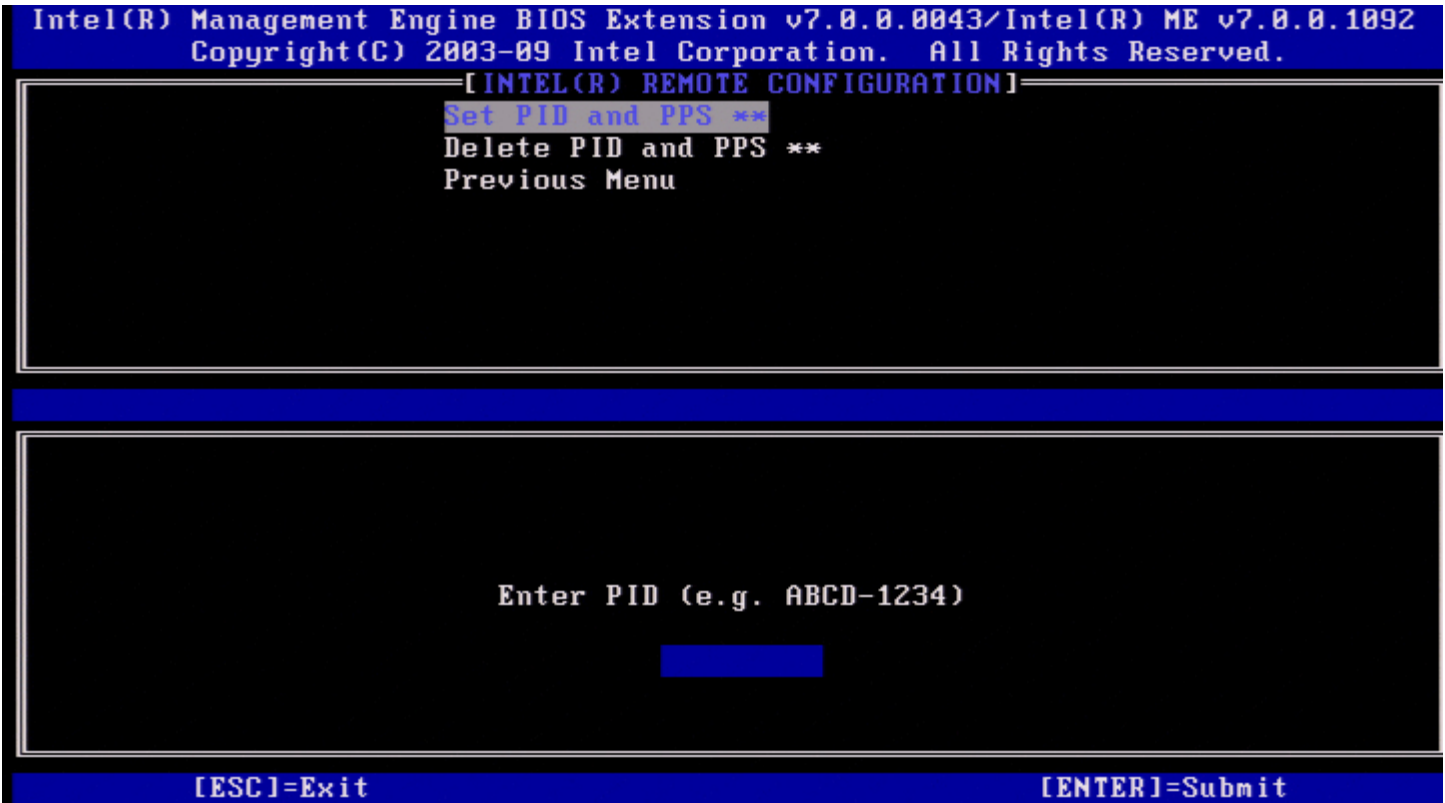 Intel(R) Management Engine BIOS Extension v7.0.0.0043/Intel(R) ME v7.0.0.1092
Copyright(C) 2003-09 Intel Corporation.  All Rights Reserved.
[INTEL(R) REMOTE CONFIGURATION]
Set PID and PPS **
Delete PID and PPS **
Previous Menu
Enter PID (e.g. ABCD-1234)
[ESC]=Exit [ENTER]=Submit